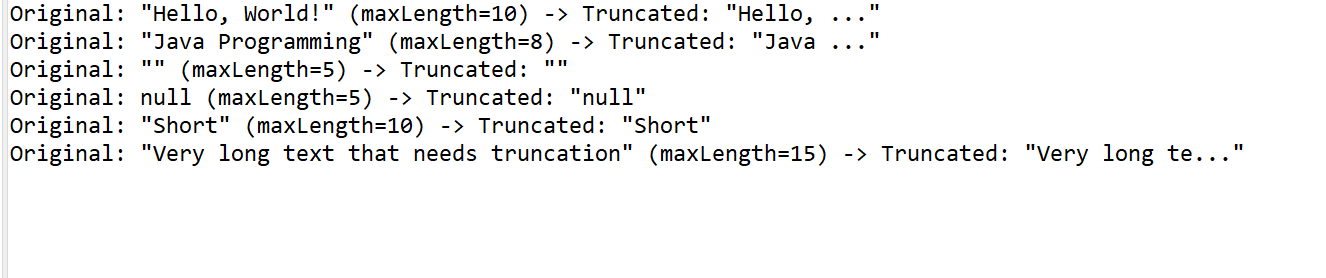 Original: "Hello, World!" (maxLength=10) -> Truncated: "Hello, ..."
Original: "Java Programming" (maxLength=8) -> Truncated: "Java ..."
Original: "" (maxLength=5) -> Truncated: ""
Original: null (maxLength=5) -> Truncated: "null"
Original: "Short" (maxLength=10) -> Truncated: "Short"
Original: "Very long text that needs truncation" (maxLength=15) -> Truncated: "Very long te..."